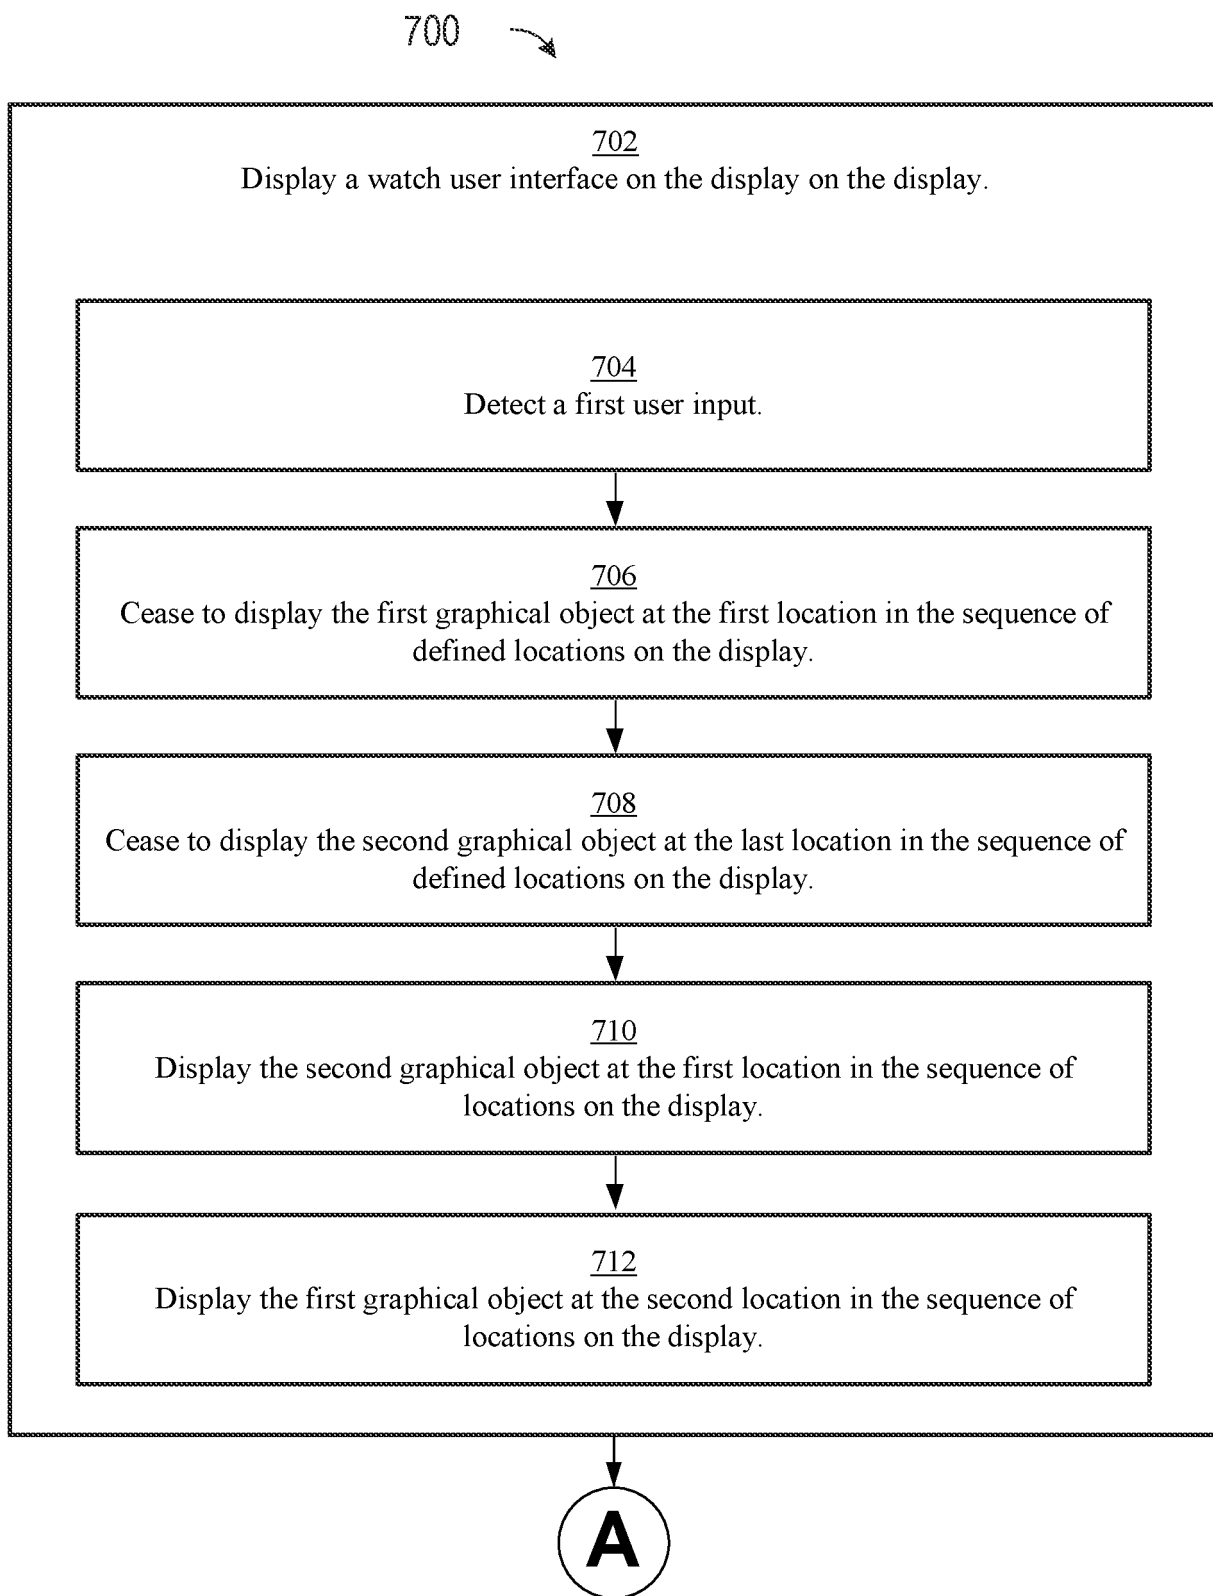 700
702
Display a watch user interface on the display on the display.
704
Detect a first user input.
706
Cease to display the first graphical object at the first location in the sequence of
defined locations on the display.
708
Cease to display the second graphical object at the last location in the sequence of
defined locations on the display.
710
Display the second graphical object at the first location in the sequence of
locations on the display.
712
Display the first graphical object at the second location in the sequence of
locations on the display.
A